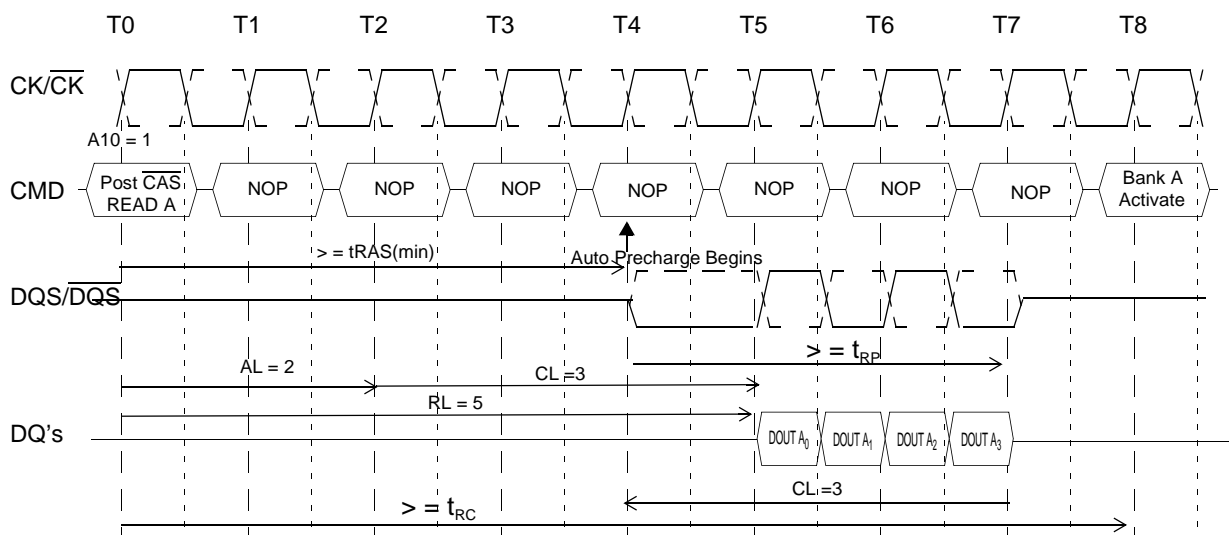 T0 T1 T2 T3 T4 T5 T6 T7 T8
CK/CK
A10 = 1
CMD
Post CAS
READ A
NOP
NOP
NOP
NOP
NOP
NOP
NOP
Bank A
Activate
> = tRAS(min)
Auto Precharge Begins
DQS/DQS
> = tRP
AL = 2
CL =3
RL = 5
DQ's
DOUT A0
DOUT A1
DOUT A2
DOUT A3
CL =3
> = tRC